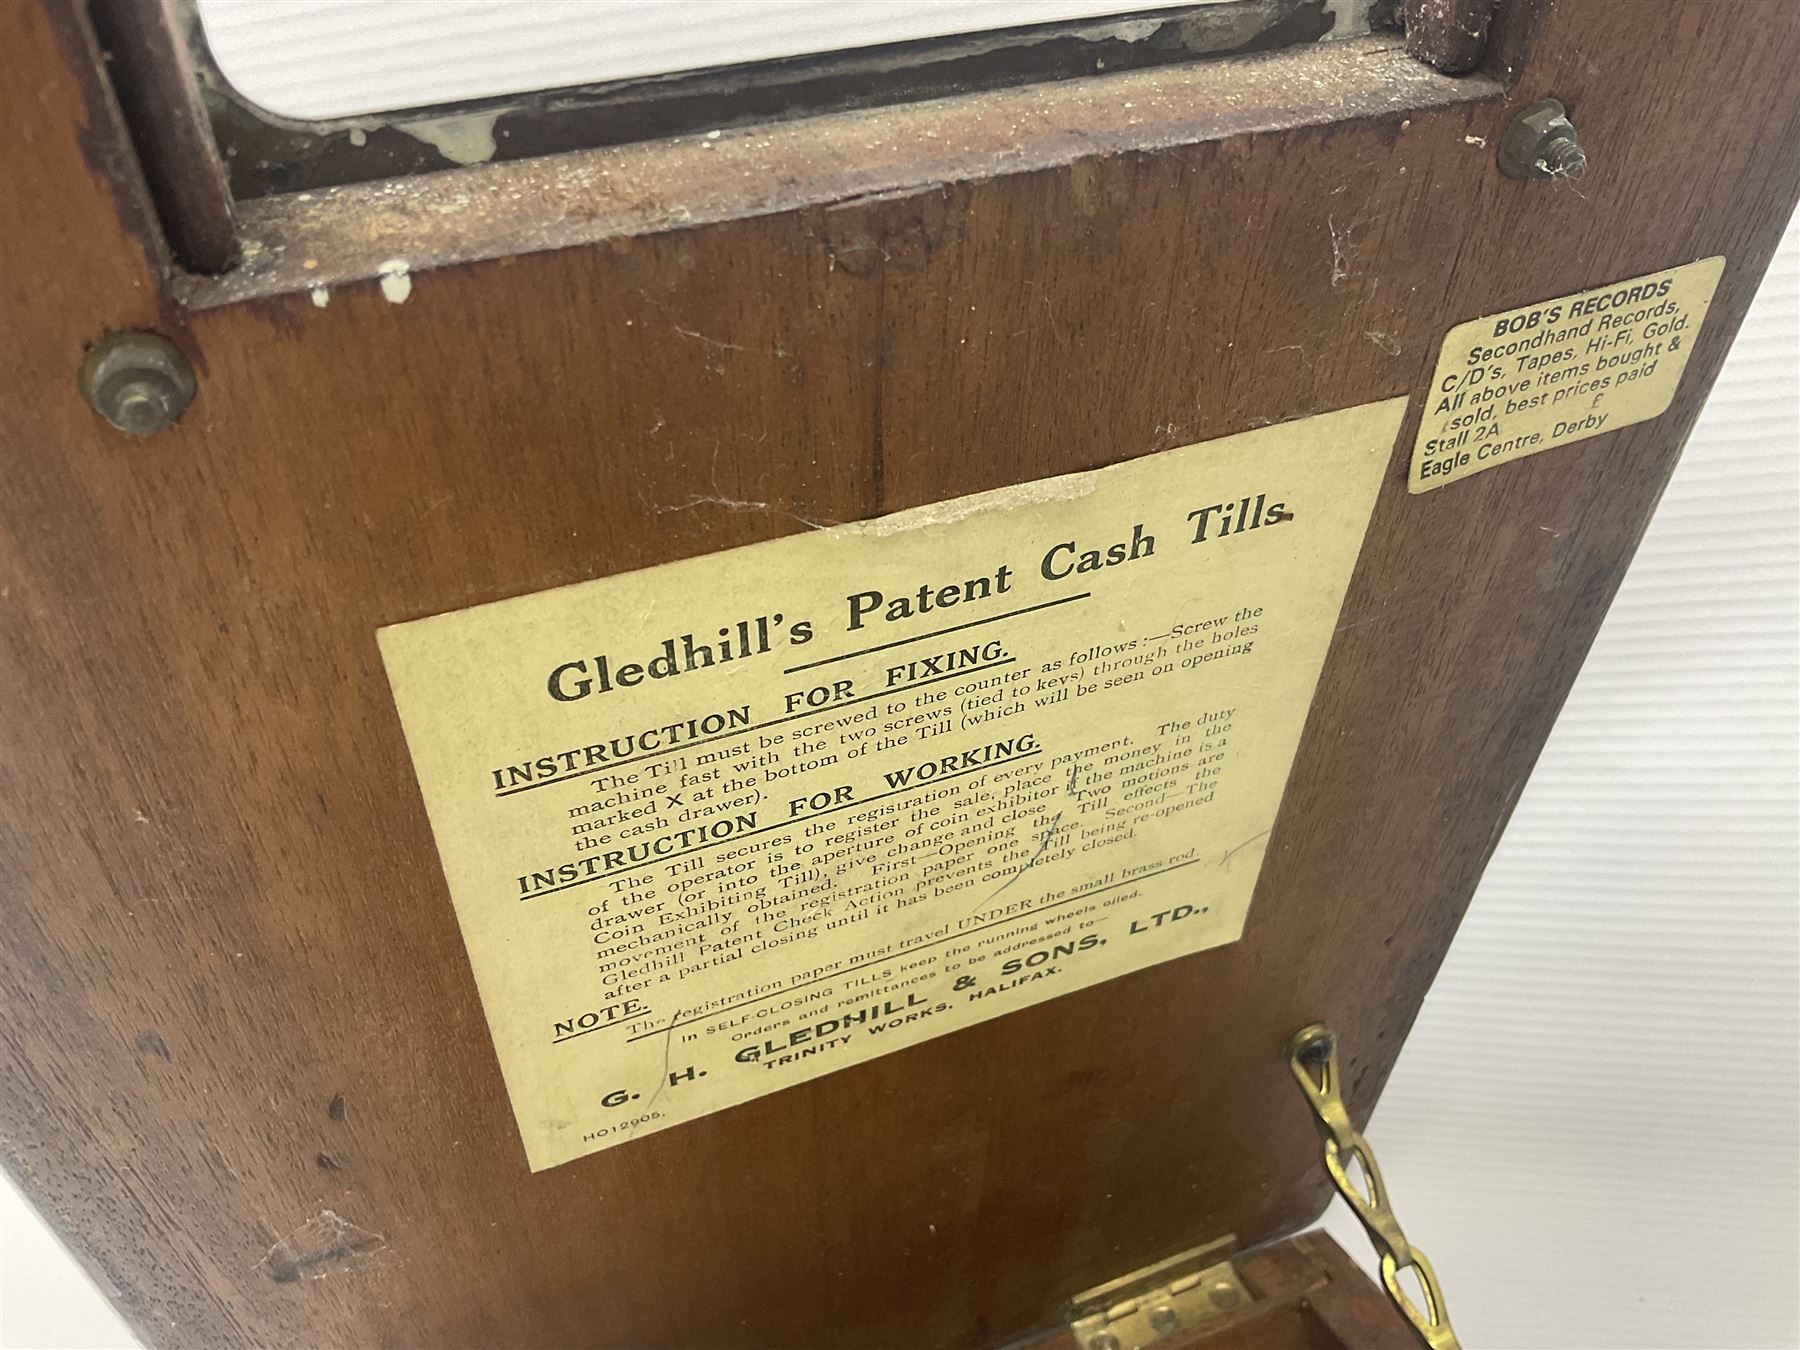 BOB'S RECORDS
Secondhand Records,
C/D's, Tapes, Hi-Fi, Gold.
All above items bought &
sold, best prices paid
£ £
Stall 2A
Eagle Centre, Derby
Gledhill's Patent Cash Tills.
INSTRUCTION FOR FIXING.
The Till must be screwed to the counter as follows:—Screw the
machine fast with the two screws (tied to keys) through the holes
marked X at the bottom of the Till (which will be seen on opening
the cash drawer).
INSTRUCTION FOR WORKING.
The Till secures the registration of every payment. The duty
of the operator is to register the sale, place the money in the
drawer (or into the aperture of coin exhibitor if the machine is a
Coin Exhibiting Till), give change and close. Two motions are
mechanically obtained. First—Opening the Till effects the
movement of the registration paper one space. Second—The
Gledhill Patent Check Action prevents the Till being re-opened
after a partial closing until it has been completely closed.
NOTE.
The registration paper must travel UNDER the small brass rod.
In SELF-CLOSING TILLS keep the running wheels oiled.
Orders and remittances to be addressed to—
G. H. GLEDHILL & SONS, LTD.,
TRINITY WORKS, HALIFAX.
HO12905.